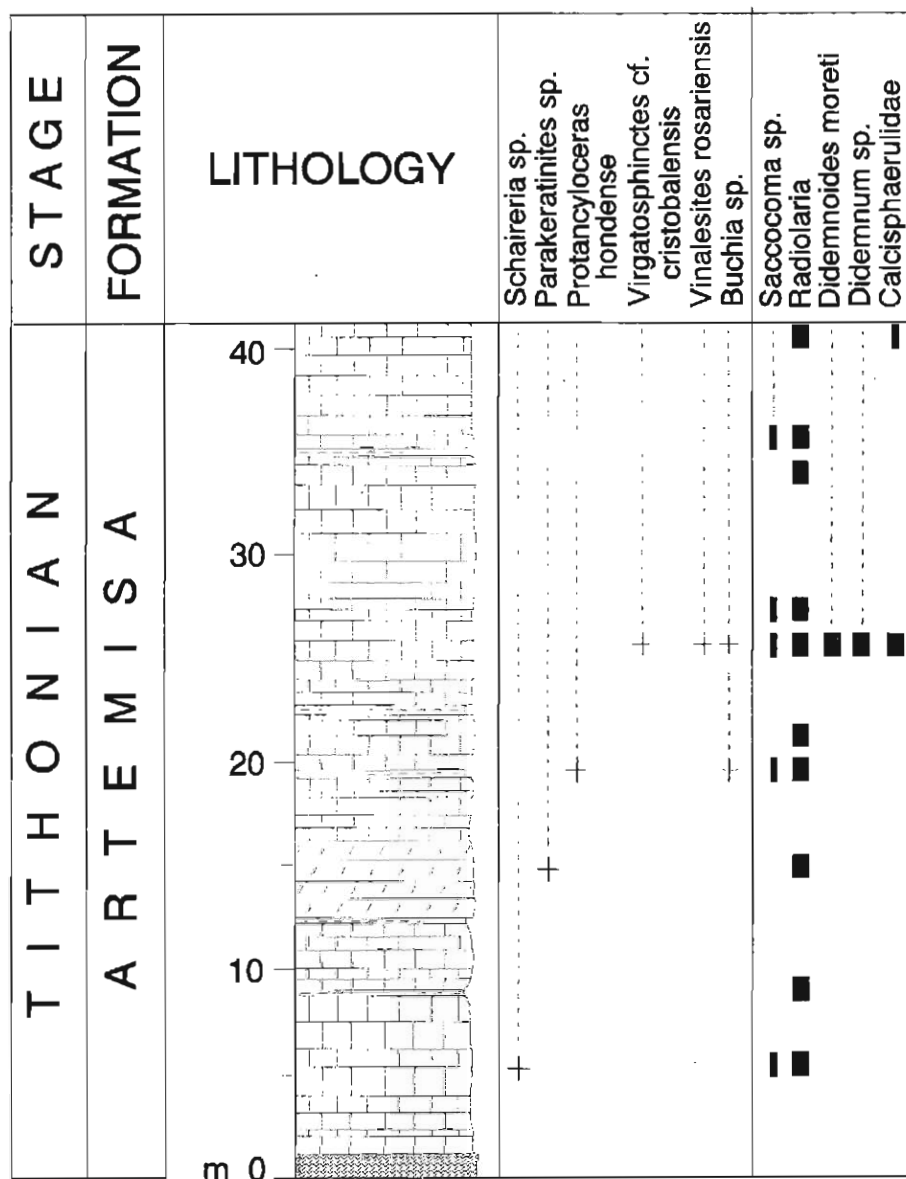 STAGE
FORMATION
LITHOLOGY
Schaireria sp.
Parakeratinites sp.
Protancyloceras
hondense
Virgatosphinctes cf.
cristobalensis
Vinalesites rosariensis
Buchia sp.
Saccocoma sp.
Radiolaria
Didemnoides moreti
Didemnum sp.
Calcisphaerulidae
TITHONIAN
ARTEMISA
40
30
20
10
m 0